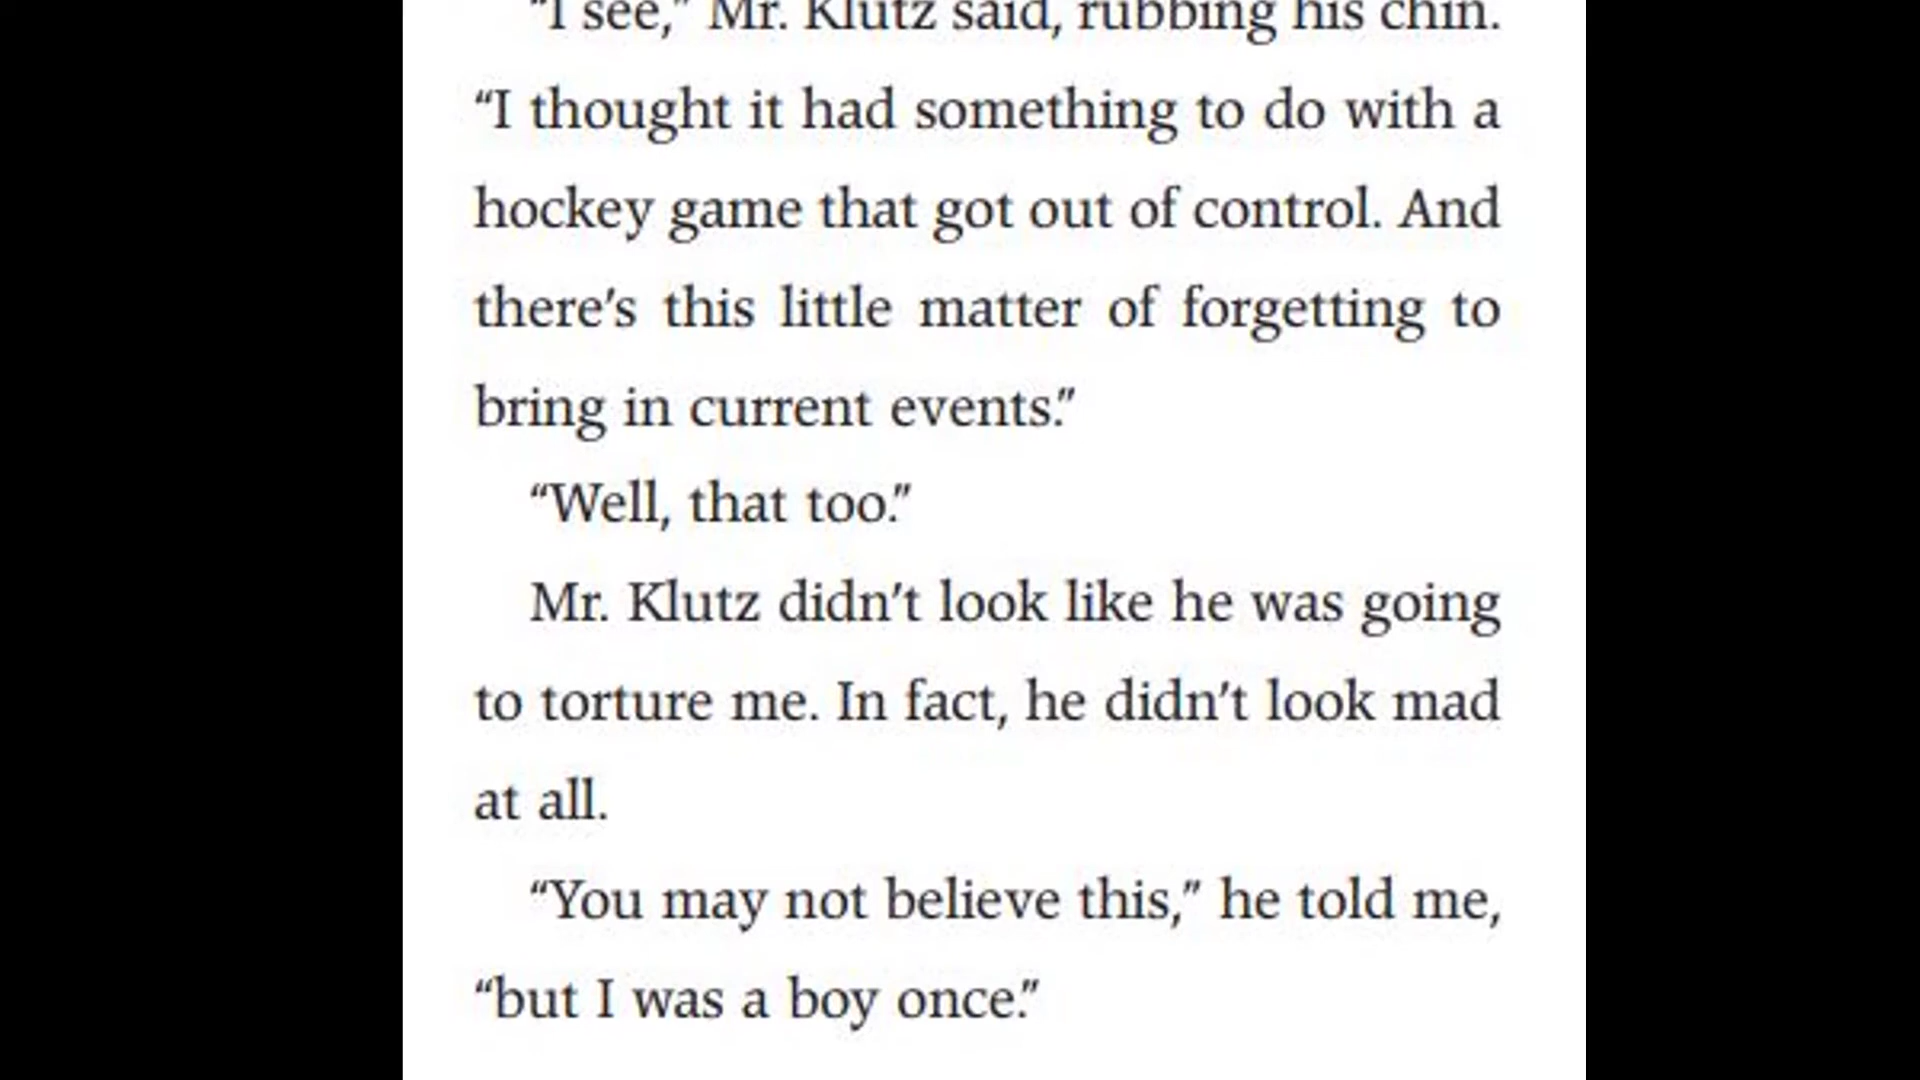 “I see,” Mr. Klutz said, rubbing his chin.
“I thought it had something to do with a
hockey game that got out of control. And
there’s this little matter of forgetting to
bring in current events.”
“Well, that too.”
Mr. Klutz didn’t look like he was going
to torture me. In fact, he didn’t look mad
at all.
“You may not believe this,” he told me,
“but I was a boy once.”